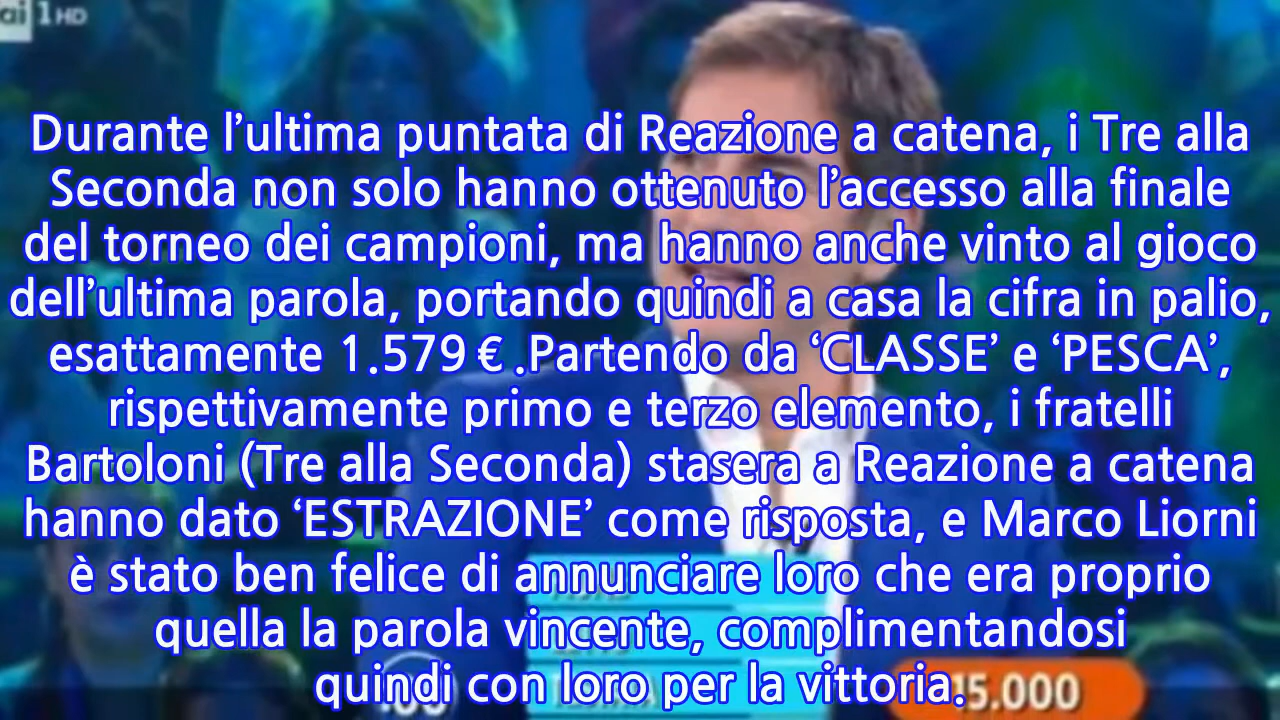 ai 1 HD
Durante l’ultima puntata di Reazione a catena, i Tre alla
Seconda non solo hanno ottenuto l’accesso alla finale
del torneo dei campioni, ma hanno anche vinto al gioco
dell’ultima parola, portando quindi a casa la cifra in palio,
esattamente 1.579 € .Partendo da ‘CLASSE’ e ‘PESCA’,
rispettivamente primo e terzo elemento, i fratelli
Bartoloni (Tre alla Seconda) stasera a Reazione a catena
hanno dato ‘ESTRAZIONE’ come risposta, e Marco Liorni
è stato ben felice di annunciare loro che era proprio
quella la parola vincente, complimentandosi
quindi con loro per la vittoria.
15.000